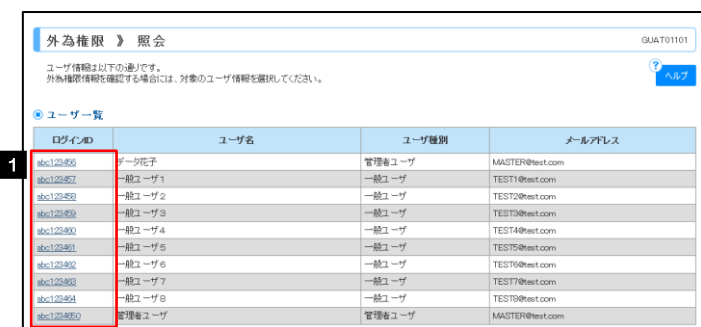 外為権限 》 照会
GUAT01101
ユーザ情報は以下の通りです。
外為権限情報を確認する場合には、対象のユーザ情報を選択してください。
? ヘルプ
ユーザ一覧
ログインID ユーザ名 ユーザ種別 メールアドレス
1
abc123456 データ花子 管理者ユーザ MASTER@test.com
abc123457 一般ユーザ1 一般ユーザ TEST1@test.com
abc123458 一般ユーザ2 一般ユーザ TEST2@test.com
abc123459 一般ユーザ3 一般ユーザ TEST3@test.com
abc123460 一般ユーザ4 一般ユーザ TEST4@test.com
abc123461 一般ユーザ5 一般ユーザ TEST5@test.com
abc123462 一般ユーザ6 一般ユーザ TEST6@test.com
abc123463 一般ユーザ7 一般ユーザ TEST7@test.com
abc123464 一般ユーザ8 一般ユーザ TEST8@test.com
abc1234650 管理者ユーザ 管理者ユーザ MASTER@test.com